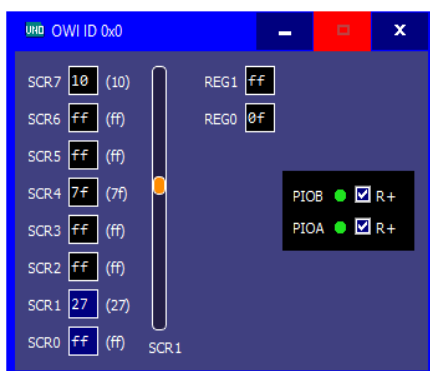 UNO OWI ID 0x0 X
SCR7 10 (10) REG1 ff
SCR6 ff (ff) REG0 0f
SCR5 ff (ff)
SCR4 7f (7f) PIOB R+
SCR3 ff (ff) PIOA R+
SCR2 ff (ff)
SCR1 27 (27)
SCR0 ff (ff) SCR1